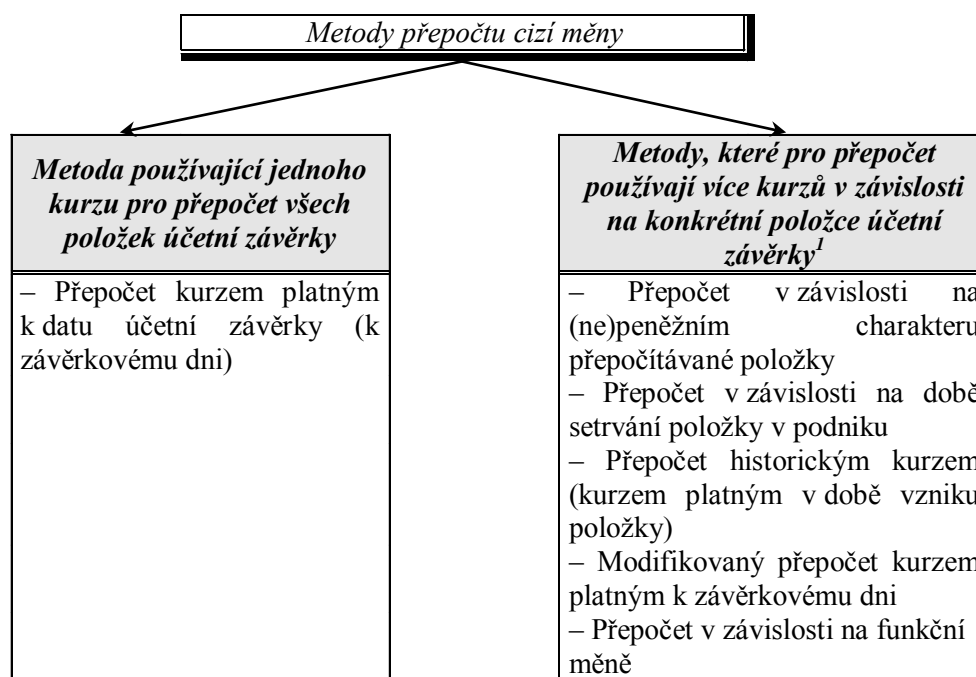 Metody přepočtu cizí měny
Metoda používající jednoho
kurzu pro přepočet všech
položek účetní závěrky
– Přepočet kurzem platným
k datu účetní závěrky (k
závěrkovému dni)
Metody, které pro přepočet
používají více kurzů v závislosti
na konkrétní položce účetní
závěrky1
– Přepočet v závislosti na
(ne)peněžním charakteru
přepočítávané položky
– Přepočet v závislosti na době
setrvání položky v podniku
– Přepočet historickým kurzem
(kurzem platným v době vzniku
položky)
– Modifikovaný přepočet kurzem
platným k závěrkovému dni
– Přepočet v závislosti na funkční
měně